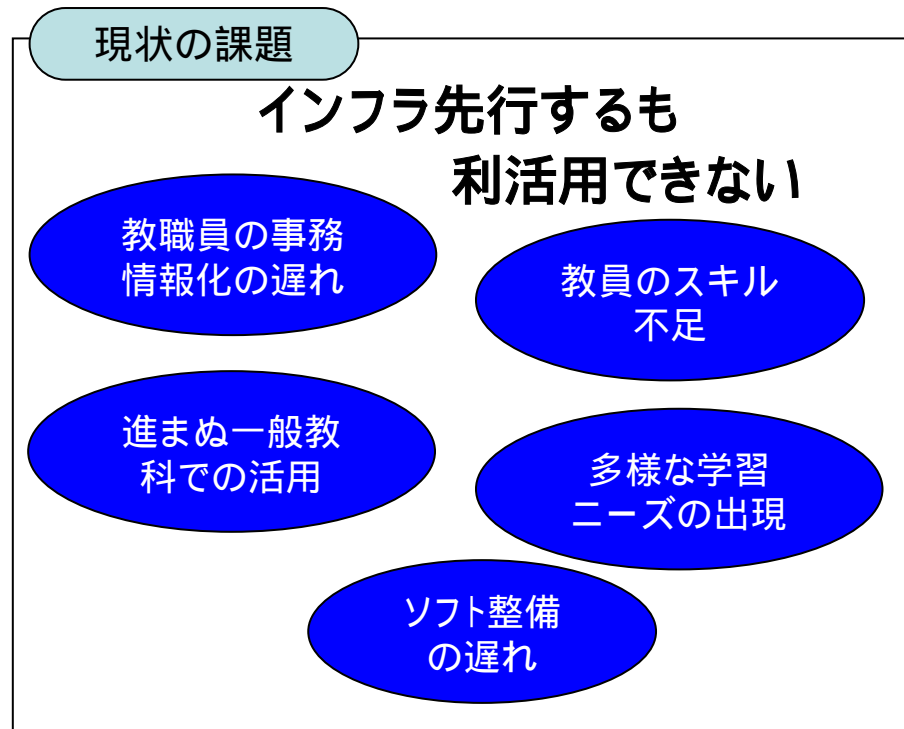 現状の課題
インフラ先行するも
利活用できない
教職員の事務
情報化の遅れ
教員のスキル
不足
進まぬ一般教
科での活用
多様な学習
ニーズの出現
ソフト整備
の遅れ